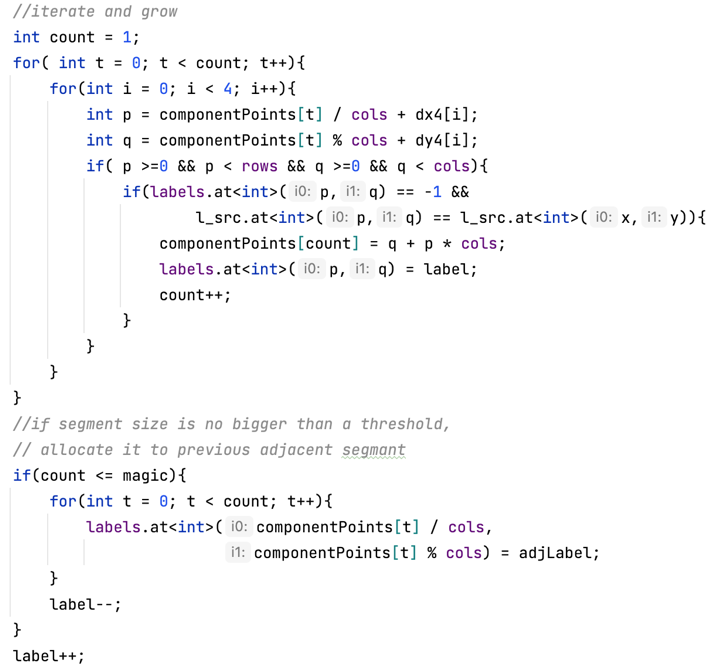 //iterate and grow
int count = 1;
for( int t = 0; t < count; t++){
for(int i = 0; i < 4; i++){
int p = componentPoints[t] / cols + dx4[i];
int q = componentPoints[t] % cols + dy4[i];
if( p >=0 && p < rows && q >=0 && q < cols){
if(labels.at<int>( i0: p, i1: q) == -1 &&
l_src.at<int>( i0: p, i1: q) == l_src.at<int>( i0: x, i1: y)){
componentPoints[count] = q + p * cols;
labels.at<int>( i0: p, i1: q) = label;
count++;
}
}
}
}
//if segment size is no bigger than a threshold,
// allocate it to previous adjacent segmant
if(count <= magic){
for(int t = 0; t < count; t++){
labels.at<int>( i0: componentPoints[t] / cols,
i1: componentPoints[t] % cols) = adjLabel;
}
label--;
}
label++;